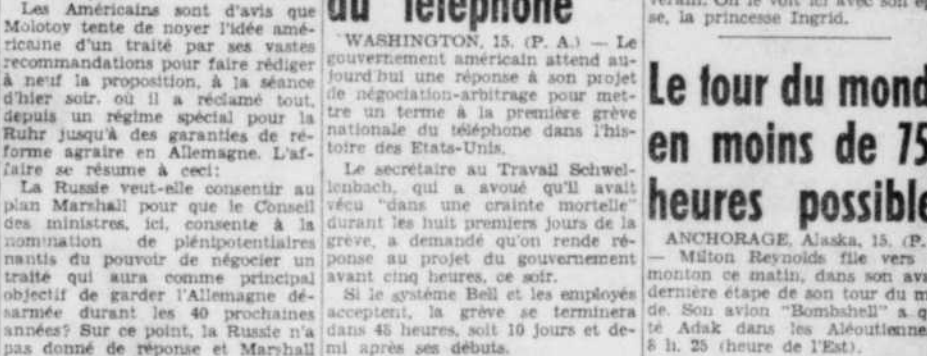 Les Américains sont d'avis que
Molotov tente de noyer l'idée amé-
ricaine d'un traité par ses vastes
recommandations pour faire rédiger
à neuf la proposition, à la séance
d'hier soir, où il a réclamé tout,
depuis un régime spécial pour la
Ruhr jusqu'à des garanties de ré-
forme agraire en Allemagne. L'af-
faire se résume à ceci:
La Russie veut-elle consentir au
plan Marshall pour que le Conseil
des ministres, ici, consente à la
nomination de plénipotentiaires
nantis du pouvoir de négocier un
traité qui aura comme principal
objectif de garder l'Allemagne dé-
sarmée durant les 40 prochaines
années? Sur ce point, la Russie n'a
pas donné de réponse et Marshall
du Téléphone
WASHINGTON, 15. (P. A.) — Le
gouvernement américain attend au-
jourd'hui une réponse à son projet
de négociation-arbitrage pour met-
tre un terme à la première grève
nationale du téléphone dans l'his-
toire des Etats-Unis.
Le secrétaire au Travail Schwel-
lenbach, qui a avoué qu'il avait
vécu "dans une crainte mortelle"
durant les huit premiers jours de la
grève, a demandé qu'on rende ré-
ponse au projet du gouvernement
avant cinq heures, ce soir.
Si le système Bell et les employés
acceptent, la grève se terminera
dans 48 heures, soit 10 jours et de-
mi après ses débuts.
On le voit ici avec son
se, la princesse Ingrid.
Le tour du mond
en moins de 75
heures possible
ANCHORAGE, Alaska, 15. (P.
— Milton Reynolds file vers
monton ce matin, dans son ava
dernière étape de son tour du m
de. Son avion "Bombshell" a q
té Adak dans les Aléoutienne
8 h. 25 (heure de l'Est).